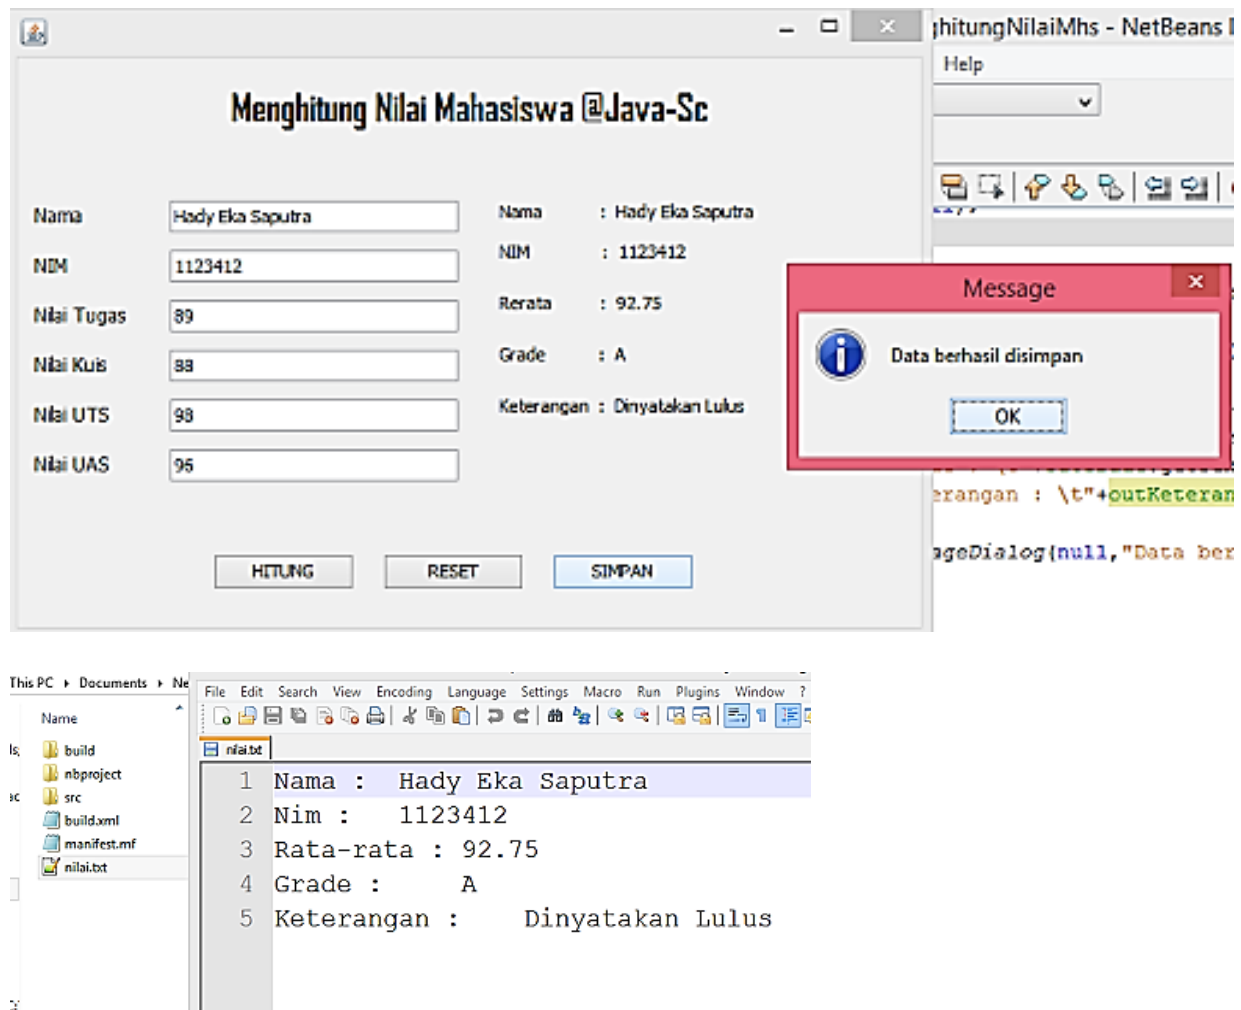 ghitungNilaiMhs - NetBeans
Help
Menghitung Nilai Mahasiswa @Java-Sc
Nama Hady Eka Saputra
NIM 1123412
Nilai Tugas 89
Nilai Kuis 88
Nilai UTS 98
Nilai UAS 96
Nama : Hady Eka Saputra
NIM : 1123412
Rerata : 92.75
Grade : A
Keterangan : Dinyatakan Lulus
HITUNG RESET SIMPAN
Message
Data berhasil disimpan
OK
erangan : \t"+outKeteran
ageDialog(null,"Data ber
This PC Documents Ne
Name
build
nbproject
src
build.xml
manifest.mf
nilai.txt
File Edit Search View Encoding Language Settings Macro Run Plugins Window ?
nilai.txt
1 Nama : Hady Eka Saputra
2 Nim : 1123412
3 Rata-rata : 92.75
4 Grade : A
5 Keterangan : Dinyatakan Lulus